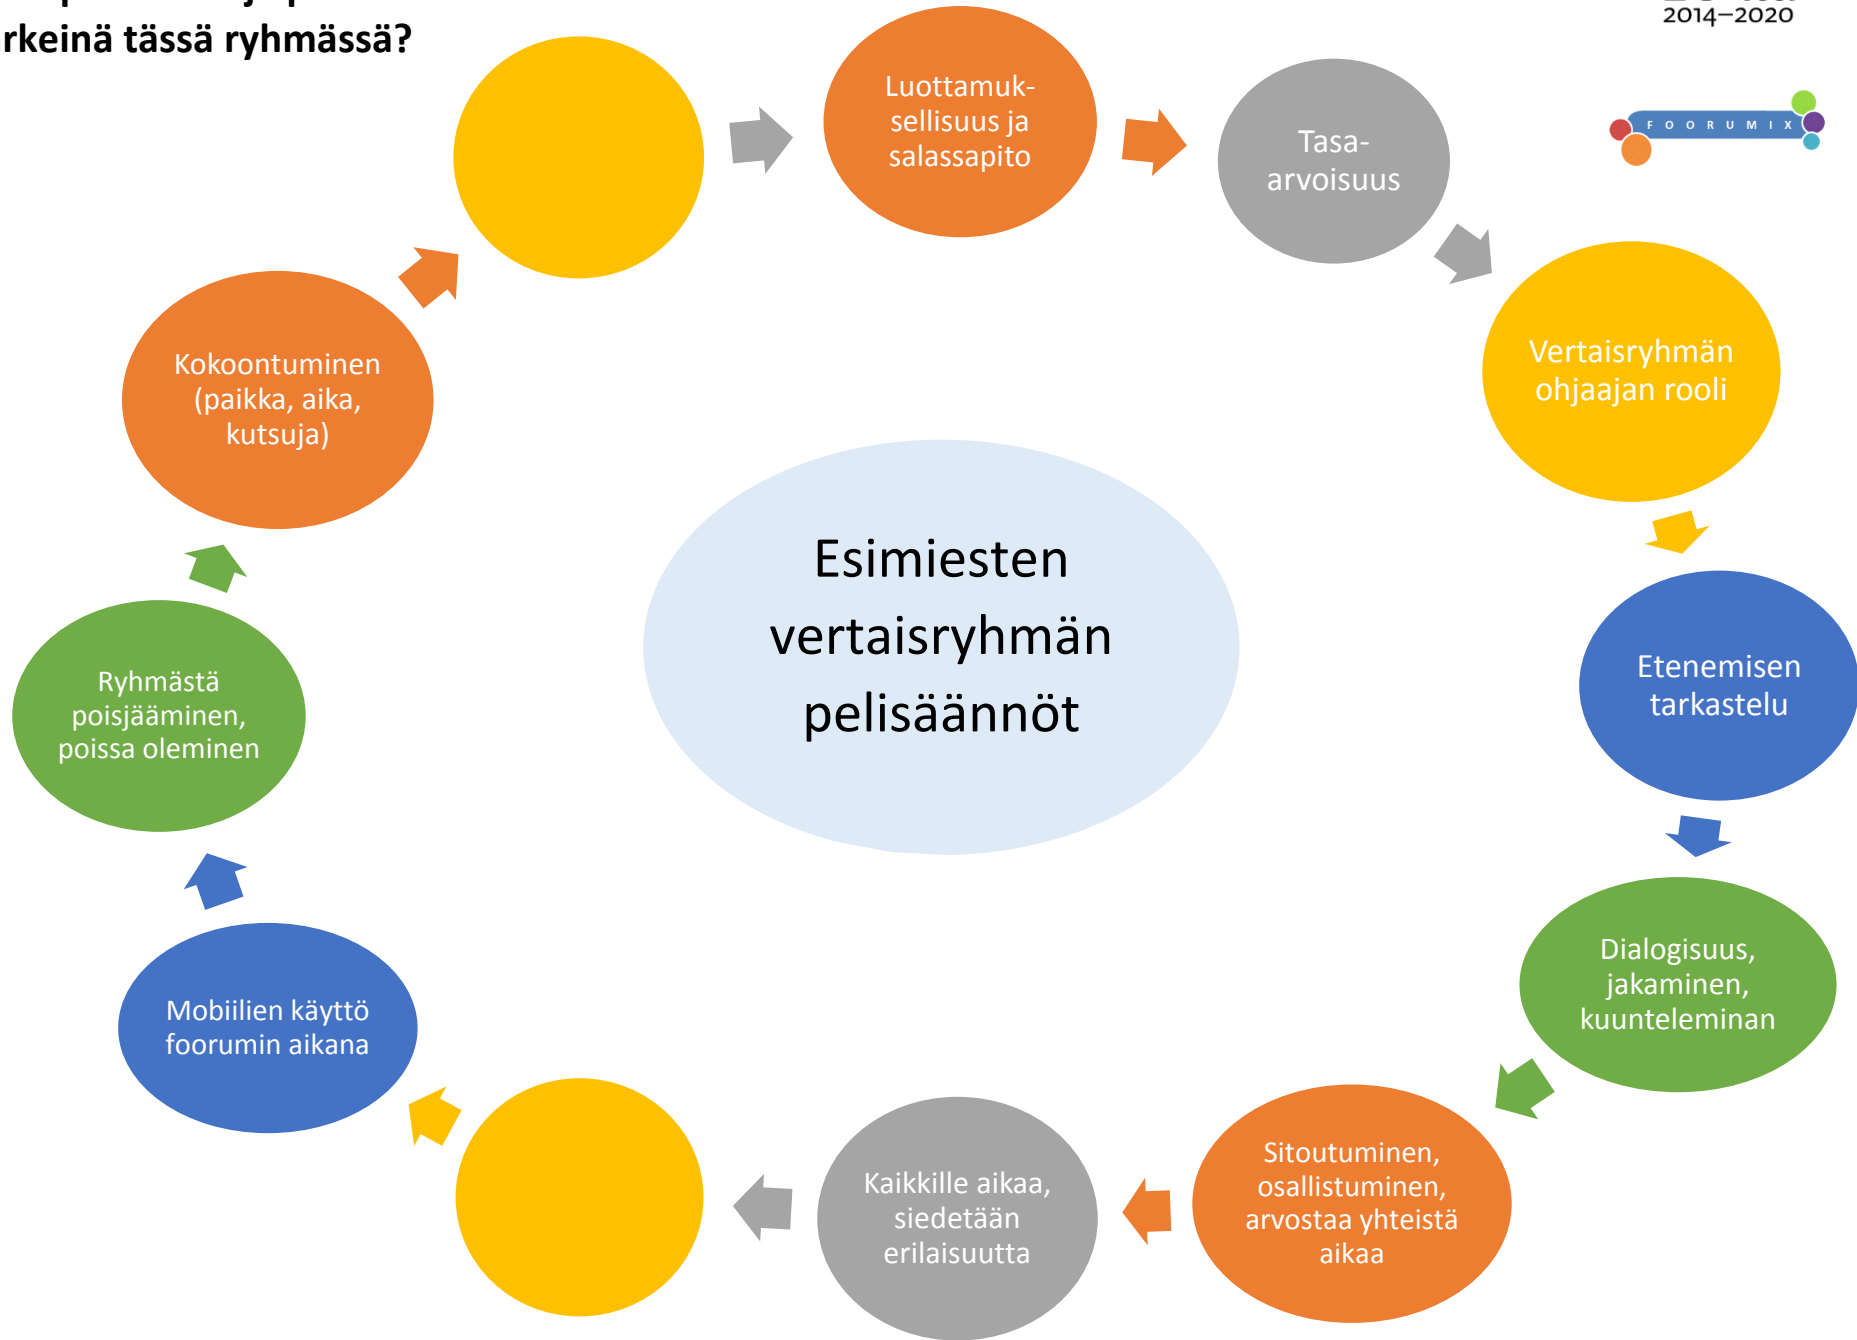 tässä ryhmässä?
2014–2020
FOORUMIX
Luottamuk-
sellisuus ja
salassapito
Tasa-
arvoisuus
Vertaisryhmän
ohjaajan rooli
Etenemisen
tarkastelu
Dialogisuus,
jakaminen,
kuunteleminan
Sitoutuminen,
osallistuminen,
arvostaa yhteistä
aikaa
Kaikkille aikaa,
siedetään
erilaisuutta
Mobiilien käyttö
foorumin aikana
Ryhmästä
poisjääminen,
poissa oleminen
Kokoontuminen
(paikka, aika,
kutsuja)
Esimiesten
vertaisryhmän
pelisäännöt